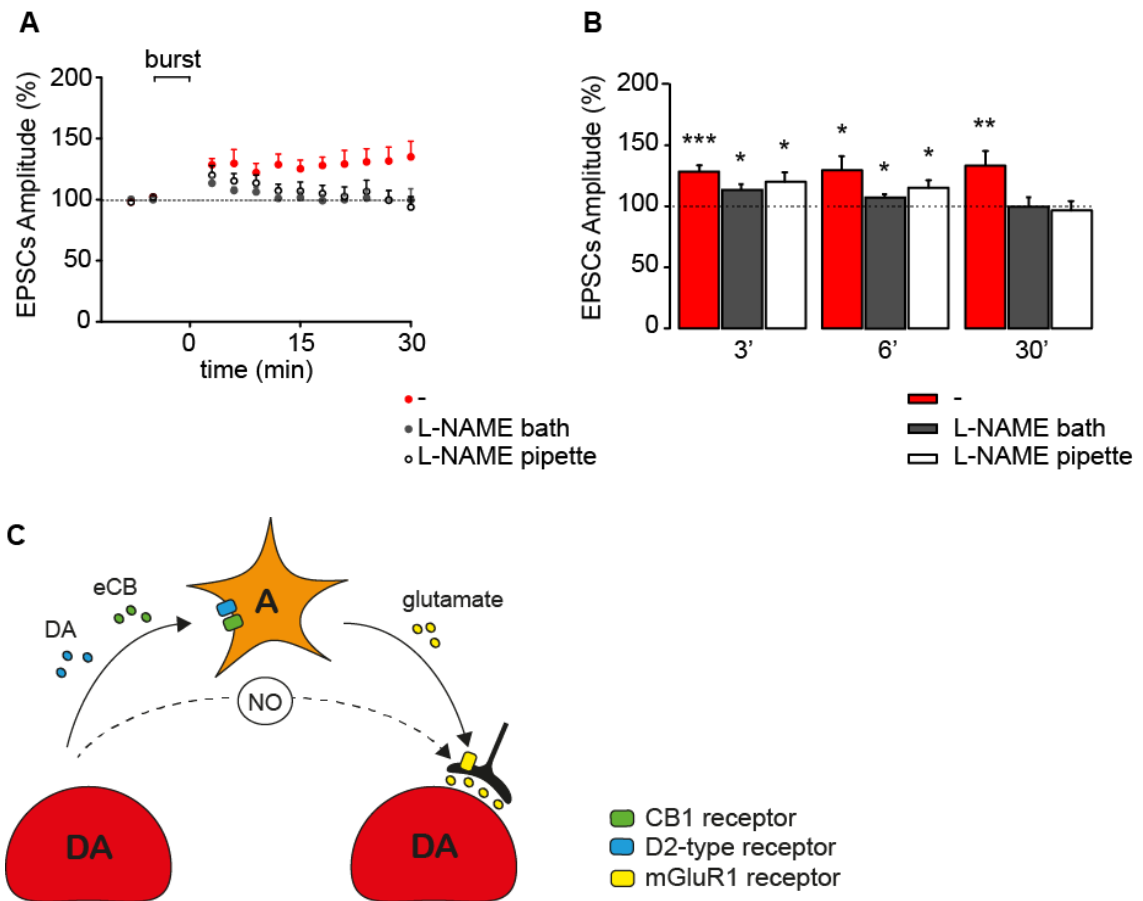 A
burst
EPSCs Amplitude (%)
200
150
100
50
0
0
15
30
time (min)
-
L-NAME bath
L-NAME pipette
B
EPSCs Amplitude (%)
200
150
100
50
0
***
*
*
*
*
*
**
3’
6’
30’
-
L-NAME bath
L-NAME pipette
C
eCB
DA
A
glutamate
NO
DA
DA
CB1 receptor
D2-type receptor
mGluR1 receptor